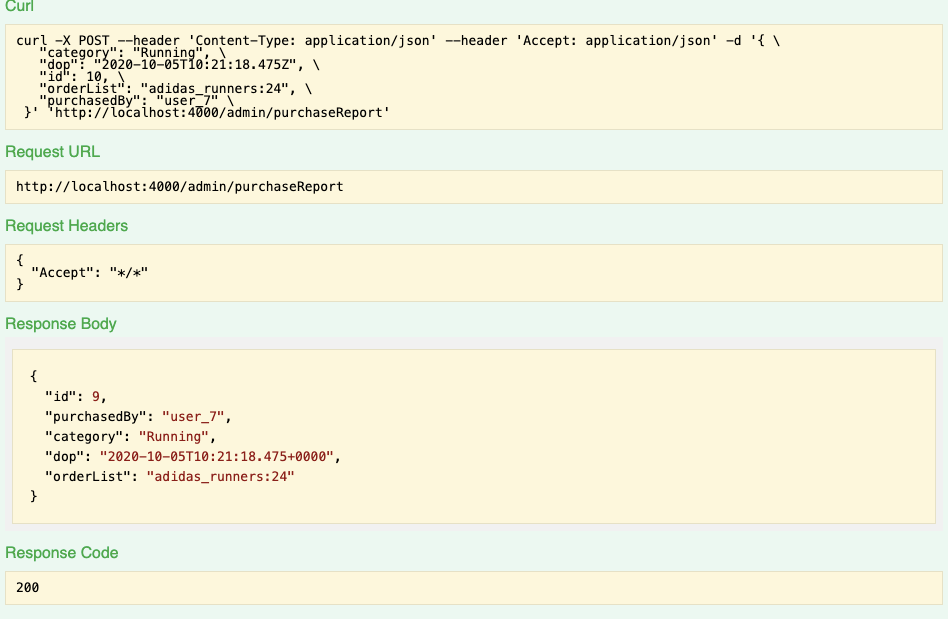 Curl
curl -X POST --header 'Content-Type: application/json' --header 'Accept: application/json' -d '{ \
"category": "Running", \
"dop": "2020-10-05T10:21:18.475Z", \
"id": 10, \
"orderList": "adidas_runners:24", \
"purchasedBy": "user_7" \
}' 'http://localhost:4000/admin/purchaseReport'
Request URL
http://localhost:4000/admin/purchaseReport
Request Headers
{
"Accept": "*/*"
}
Response Body
{
"id": 9,
"purchasedBy": "user_7",
"category": "Running",
"dop": "2020-10-05T10:21:18.475+0000",
"orderList": "adidas_runners:24"
}
Response Code
200